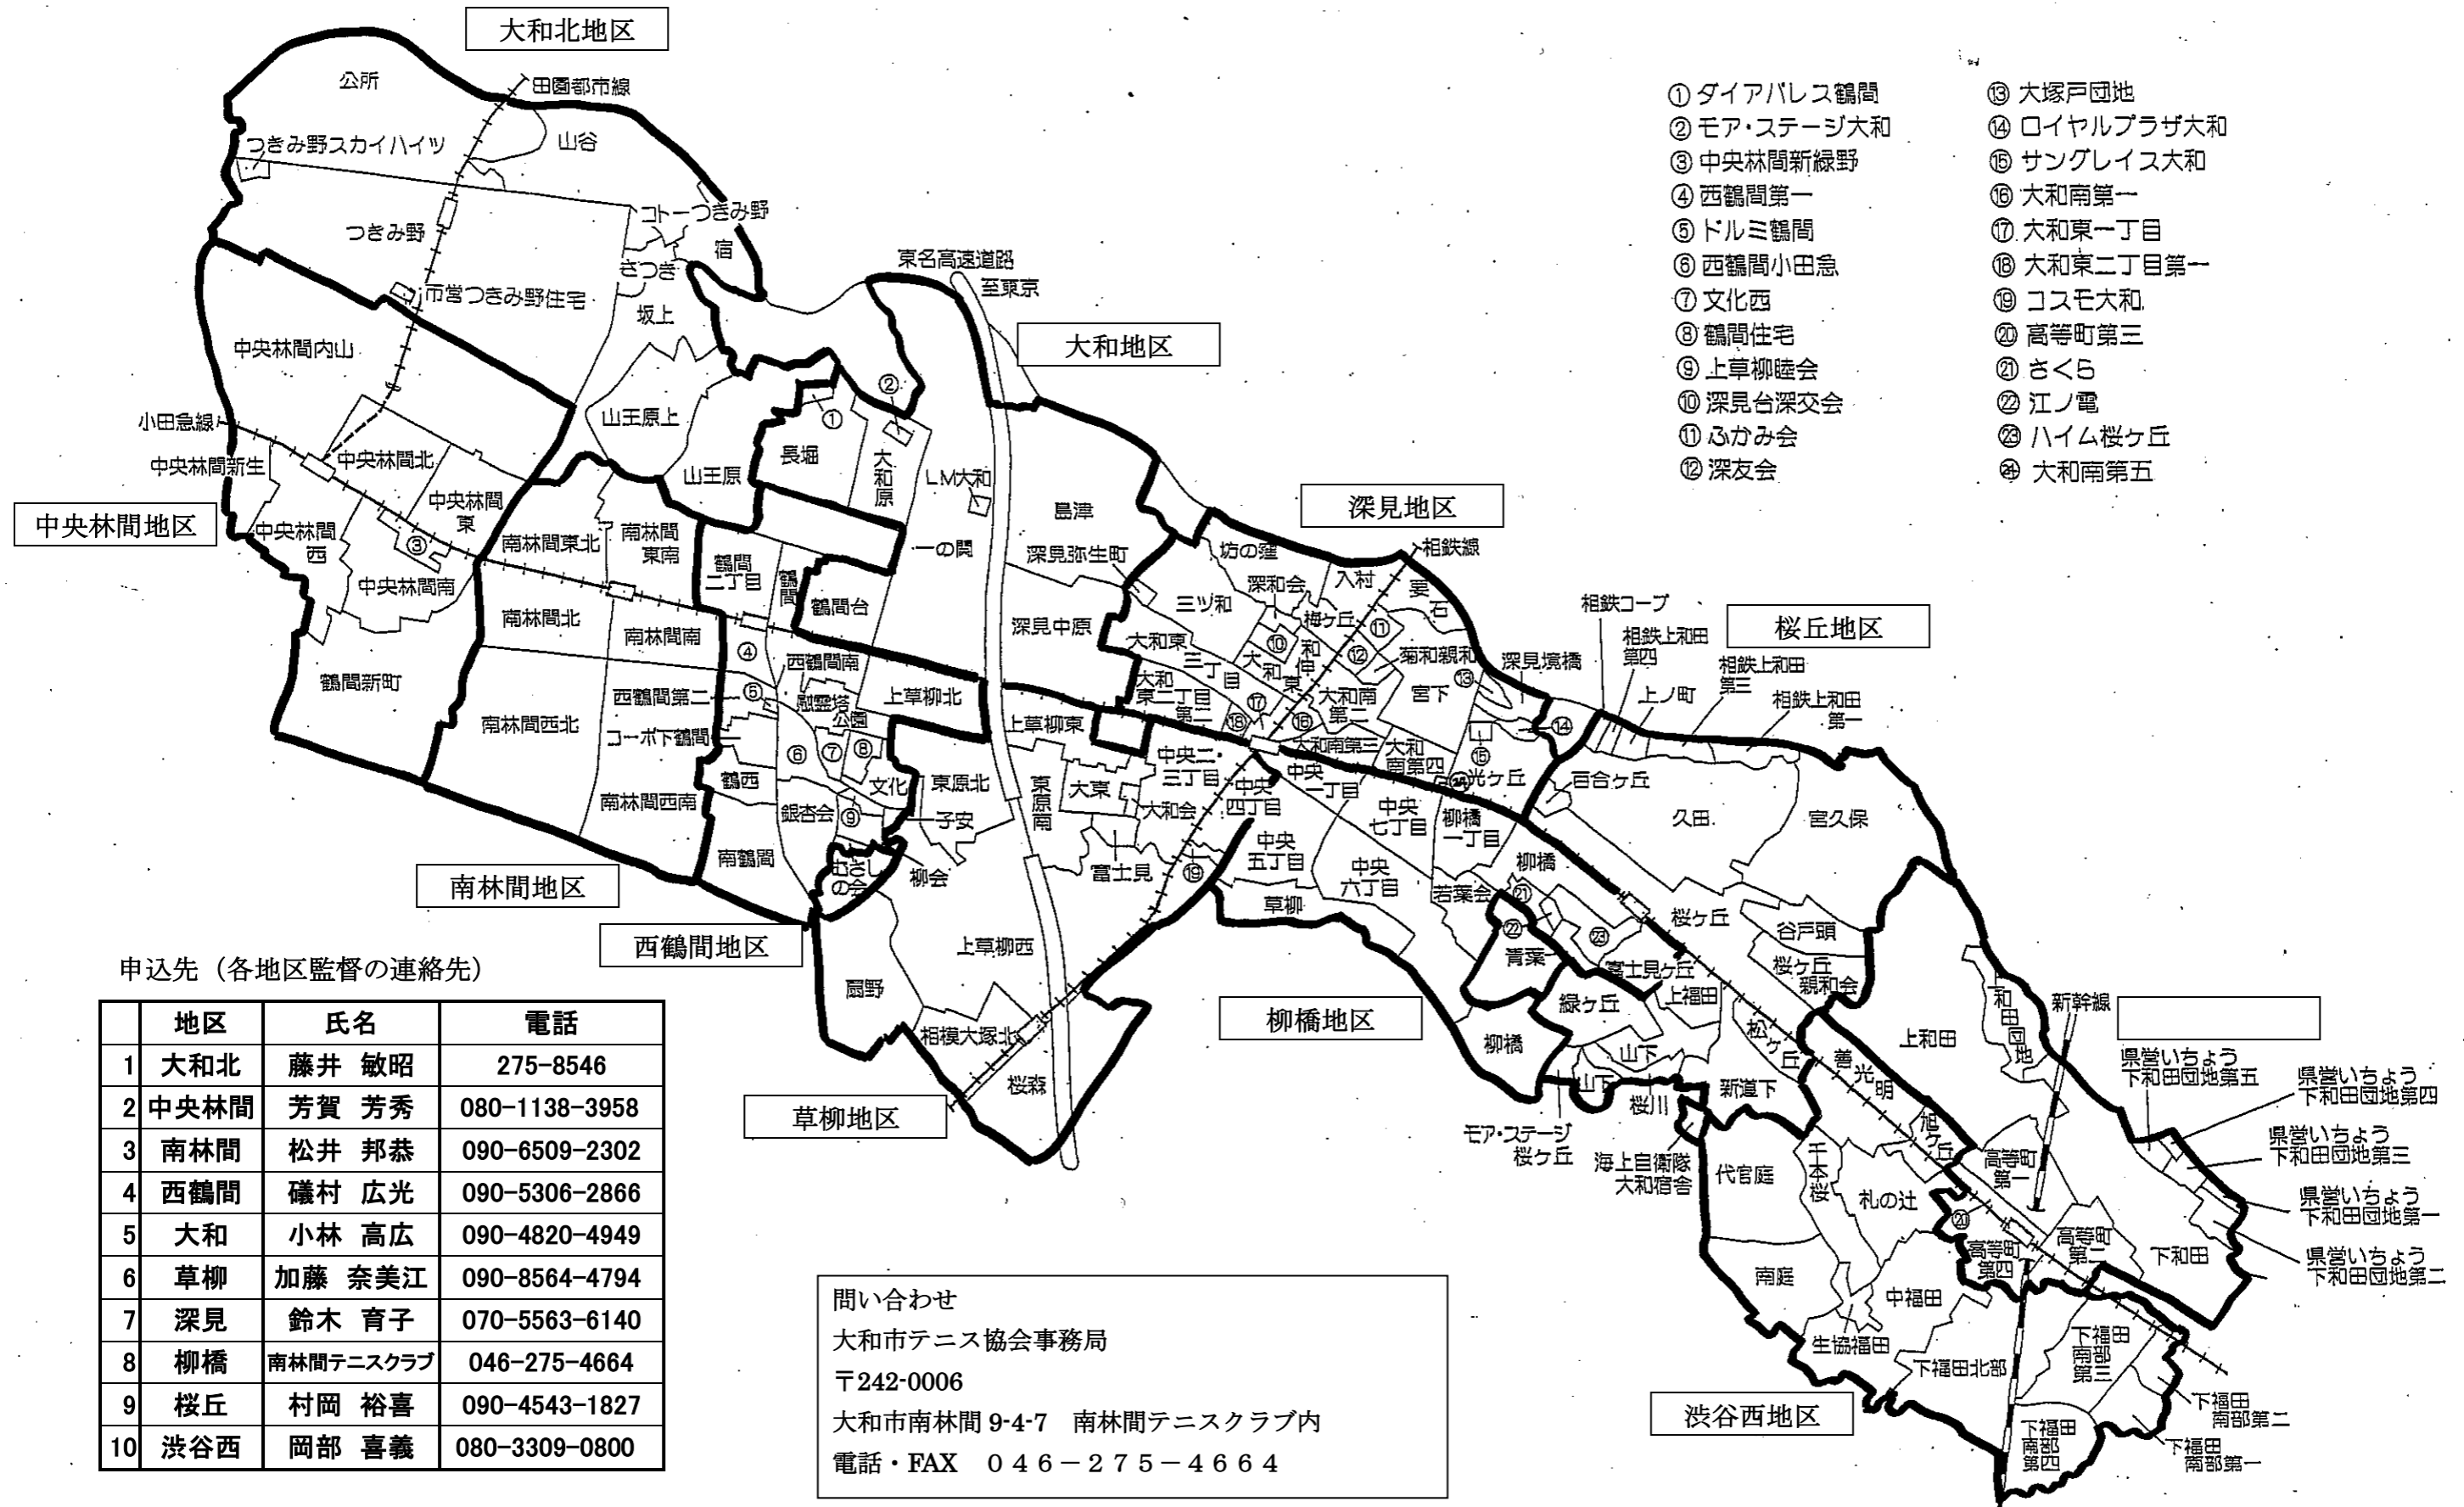 大和北地区
公所
田園都市線
つきみ野スカイハイツ
山谷
コトーつきみ野
つきみ野
宿
さつき
市営つきみ野住宅
坂上
東名高速道路
至東京
大和地区
中央林間内山
山王原上
小田急線
中央林間新生
中央林間北
中央林間
東
山王原
長堀
①
②
大和原
LM大和
中央林間地区
中央林間
西
③
中央林間南
南林間東北
南林間
東南
鶴間
二丁目
鶴間
鶴間台
一の関
島津
深見弥生町
深見中原
深見地区
坊の窪
相鉄線
深和会
入村
要石
三ツ和
梅ヶ丘
⑪
⑩
⑫
和伸
菊和親和
⑬
深見境橋
大和東
三丁目
大和東
大和
東二丁目
第二
大和南
第二
宮下
⑭
⑰
⑱
⑯
⑮
大和南第三
大和
南第四
㉔
光ヶ丘
鶴間新町
南林間北
南林間南
④
西鶴間南
南林間西北
西鶴間第二
⑤
慰霊塔
公園
上草柳北
コーポ下鶴間
⑥
⑦
⑧
鶴西
文化
南林間西南
銀杏会
⑨
南鶴間
子安
柳会
南林間地区
西鶴間地区
上草柳東
東原北
東原南
大東
大和会
富士見
⑲
中央二・
三丁目
中央
四丁目
中央
一丁目
中央
七丁目
柳橋
一丁目
中央
五丁目
中央
六丁目
草柳
若葉会
柳橋
㉑
㉒
㉓
青葉
富士見ヶ丘
上草柳西
扇野
相模大塚北
桜森
草柳地区
柳橋地区
緑ヶ丘
上福田
柳橋
山下
山下
桜川
新道下
モア・ステージ
桜ヶ丘
海上自衛隊
大和宿舎
相鉄コープ
相鉄上和田
第四
桜丘地区
相鉄上和田
第三
上ノ町
相鉄上和田
第一
百合ヶ丘
久田
宮久保
桜ヶ丘
谷戸頭
桜ヶ丘
親和会
松ヶ丘
善光明
上和田
上和田団地
新幹線
旭ヶ丘
高等町
第一
千本桜
代官庭
札の辻
⑳
高等町
第四
高等町
第二
下和田
県営いちょう
下和田団地第五
県営いちょう
下和田団地第四
県営いちょう
下和田団地第三
県営いちょう
下和田団地第一
県営いちょう
下和田団地第二
南庭
中福田
生協福田
下福田北部
下福田
南部
第三
下福田
南部第二
下福田
南部第一
下福田
南部
第四
渋谷西地区
①ダイアパレス鶴間
②モア・ステージ大和
③中央林間新緑野
④西鶴間第一
⑤ドルミ鶴間
⑥西鶴間小田急
⑦文化西
⑧鶴間住宅
⑨上草柳睦会
⑩深見台深交会
⑪ふかみ会
⑫深友会
⑬大塚戸団地
⑭ロイヤルプラザ大和
⑮サングレイス大和
⑯大和南第一
⑰大和東一丁目
⑱大和東二丁目第一
⑲コスモ大和
⑳高等町第三
㉑さくら
㉒江ノ電
㉓ハイム桜ヶ丘
㉔大和南第五
申込先（各地区監督の連絡先）
地区 氏名 電話
1 大和北 藤井 敏昭 275-8546
2 中央林間 芳賀 芳秀 080-1138-3958
3 南林間 松井 邦恭 090-6509-2302
4 西鶴間 礒村 広光 090-5306-2866
5 大和 小林 高広 090-4820-4949
6 草柳 加藤 奈美江 090-8564-4794
7 深見 鈴木 育子 070-5563-6140
8 柳橋 南林間テニスクラブ 046-275-4664
9 桜丘 村岡 裕喜 090-4543-1827
10 渋谷西 岡部 喜義 080-3309-0800
問い合わせ
大和市テニス協会事務局
〒242-0006
大和市南林間 9-4-7 南林間テニスクラブ内
電話・FAX ０４６－２７５－４６６４